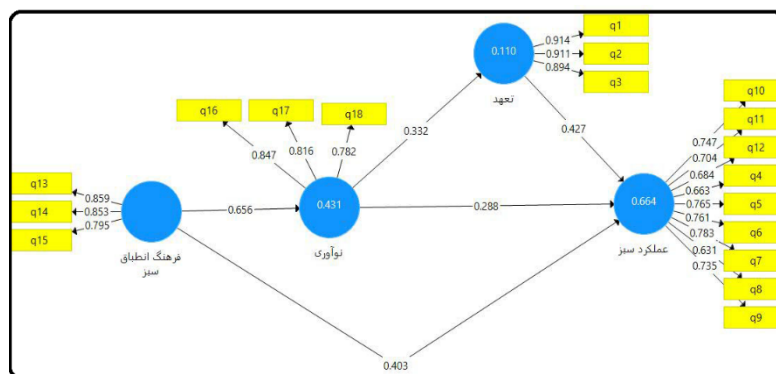 q1
0.914
0.110
0.911
q2
0.894
q3
تعهد
q16
q17
q18
0.332
0.427
0.847
0.816
0.782
q10
q11
q12
q4
q5
q6
q7
q8
q9
0.747
0.704
0.684
0.663
0.765
0.761
0.783
0.631
0.735
q13
q14
q15
0.859
0.853
0.795
0.656
0.431
0.288
0.664
فرهنگ انطباق
سبز
نوآوری
عملکرد سبز
0.403